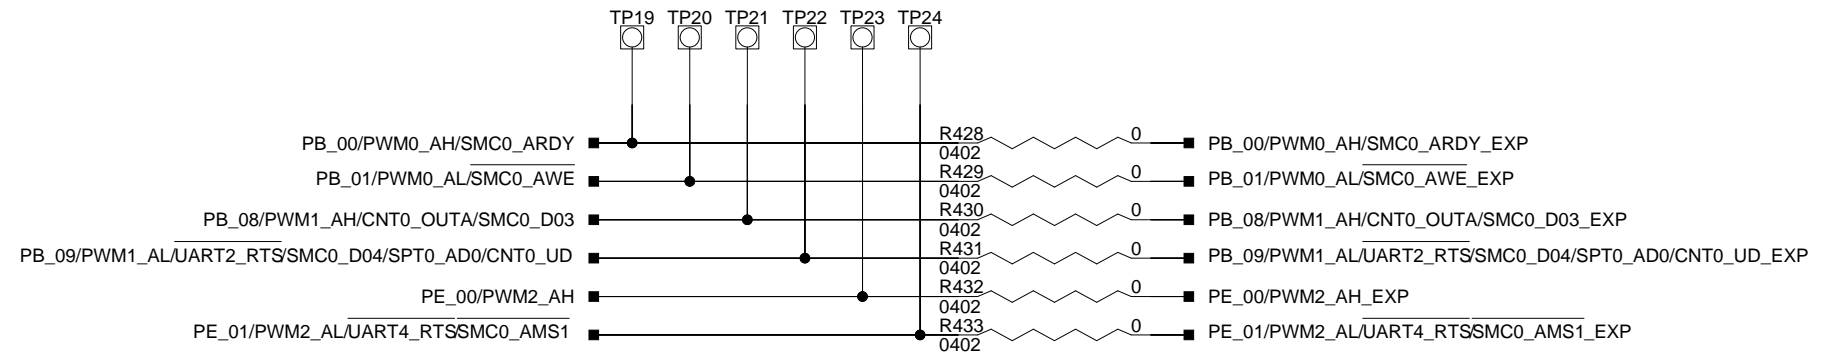 TP19 TP20 TP21 TP22 TP23 TP24
PB_00/PWM0_AH/SMC0_ARDY R428 0 PB_00/PWM0_AH/SMC0_ARDY_EXP
0402
PB_01/PWM0_AL/SMC0_AWE R429 0 PB_01/PWM0_AL/SMC0_AWE_EXP
0402
PB_08/PWM1_AH/CNT0_OUTA/SMC0_D03 R430 0 PB_08/PWM1_AH/CNT0_OUTA/SMC0_D03_EXP
0402
PB_09/PWM1_AL/UART2_RTS/SMC0_D04/SPT0_AD0/CNT0_UD R431 0 PB_09/PWM1_AL/UART2_RTS/SMC0_D04/SPT0_AD0/CNT0_UD_EXP
0402
PE_00/PWM2_AH R432 0 PE_00/PWM2_AH_EXP
0402
PE_01/PWM2_AL/UART4_RTS/SMC0_AMS1 R433 0 PE_01/PWM2_AL/UART4_RTS/SMC0_AMS1_EXP
0402